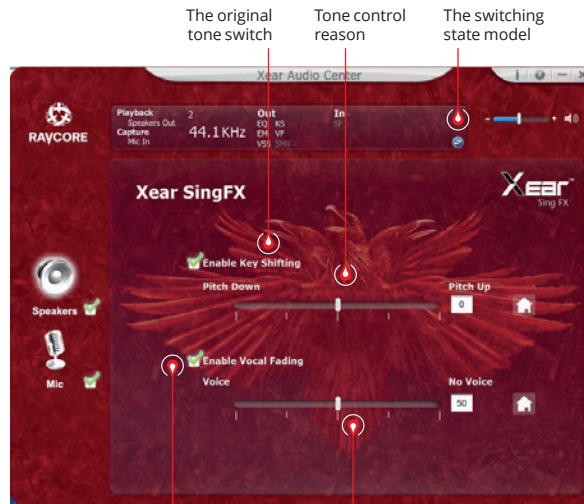 The original
tone switch
Tone control
reason
The switching
state model
Xear Audio Center
RAVCORE
Playback 2
Speakers Out
Capture
Mic In
44.1KHz
Out
EQ KS
EM VF
VSS SMX
In
SF
- +
Xear SingFX
Xear™
Sing FX
Enable Key Shifting
Pitch Down Pitch Up
0
Speakers
Enable Vocal Fading
Mic
Voice No Voice
50